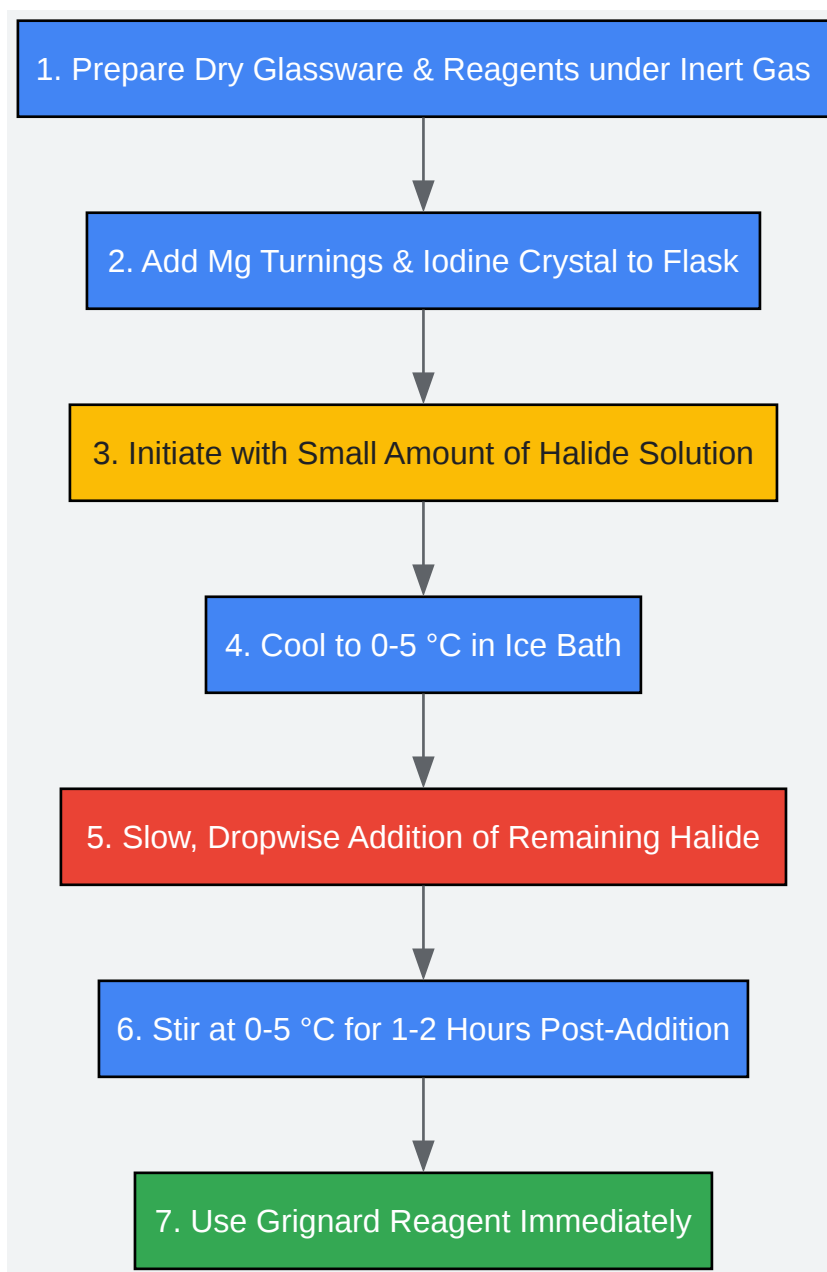 1. Prepare Dry Glassware & Reagents under Inert Gas
2. Add Mg Turnings & Iodine Crystal to Flask
3. Initiate with Small Amount of Halide Solution
4. Cool to 0-5 °C in Ice Bath
5. Slow, Dropwise Addition of Remaining Halide
6. Stir at 0-5 °C for 1-2 Hours Post-Addition
7. Use Grignard Reagent Immediately